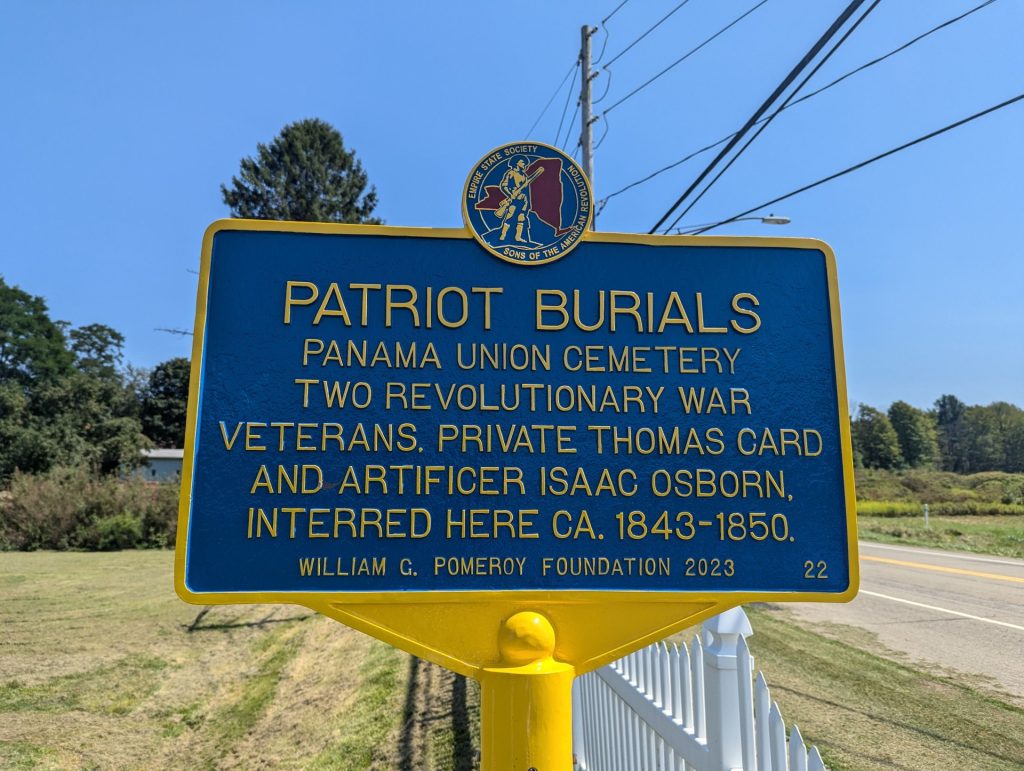 EMPIRE STATE SOCIETY
SONS OF THE AMERICAN REVOLUTION
PATRIOT BURIALS
PANAMA UNION CEMETERY
TWO REVOLUTIONARY WAR
VETERANS, PRIVATE THOMAS CARD
AND ARTIFICER ISAAC OSBORN,
INTERRED HERE CA. 1843-1850.
WILLIAM G. POMEROY FOUNDATION 2023 22